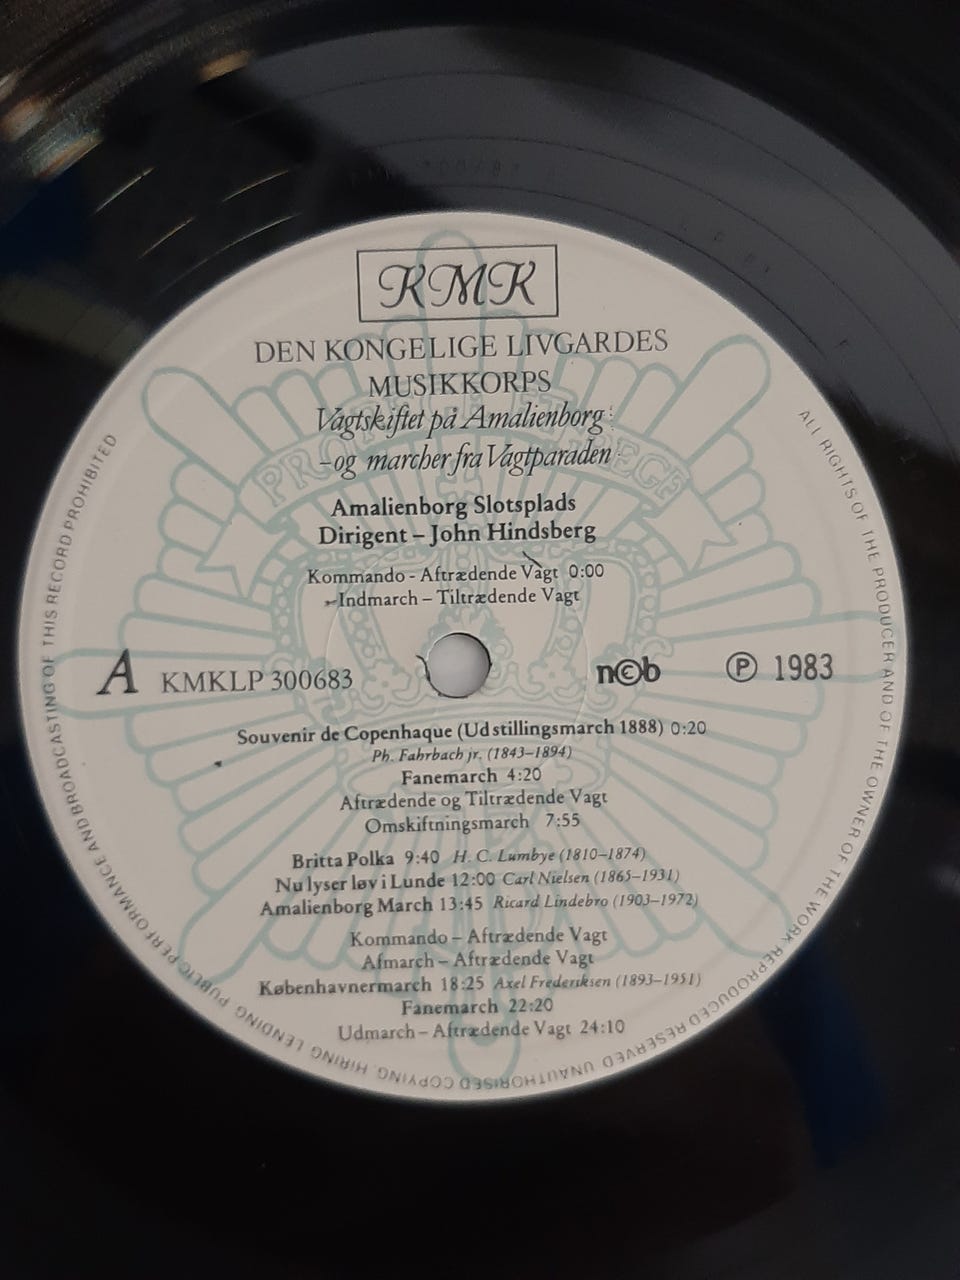 KMK
DEN KONGELIGE LIVGARDES
MUSIKKORPS
Vagtskiftet på Amalienborg
– og marcher fra Vagtparaden
PRO REGE ET GREGE
Amalienborg Slotsplads
Dirigent – John Hindsberg
Kommando - Aftrædende Vagt 0:00
Indmarch – Tiltrædende Vagt
A KMKLP 300683 n©b Ⓟ 1983
Souvenir de Copenhaque (Udstillingsmarch 1888) 0:20
Ph. Fahrbach jr. (1843–1894)
Fanemarch 4:20
Aftrædende og Tiltrædende Vagt
Omskiftningsmarch 7:55
Britta Polka 9:40 H. C. Lumbye (1810–1874)
Nu lyser løv i Lunde 12:00 Carl Nielsen (1865–1931)
Amalienborg March 13:45 Ricard Lindebro (1903–1972)
Kommando – Aftrædende Vagt
Afmarch – Aftrædende Vagt
Københavnermarch 18:25 Axel Frederiksen (1893–1951)
Fanemarch 22:20
Udmarch – Aftrædende Vagt 24:10
ALL RIGHTS OF THE PRODUCER AND OF THE OWNER OF THE WORK REPRODUCED RESERVED. UNAUTHORISED COPYING, HIRING, LENDING, PUBLIC PERFORMANCE AND BROADCASTING OF THIS RECORD PROHIBITED